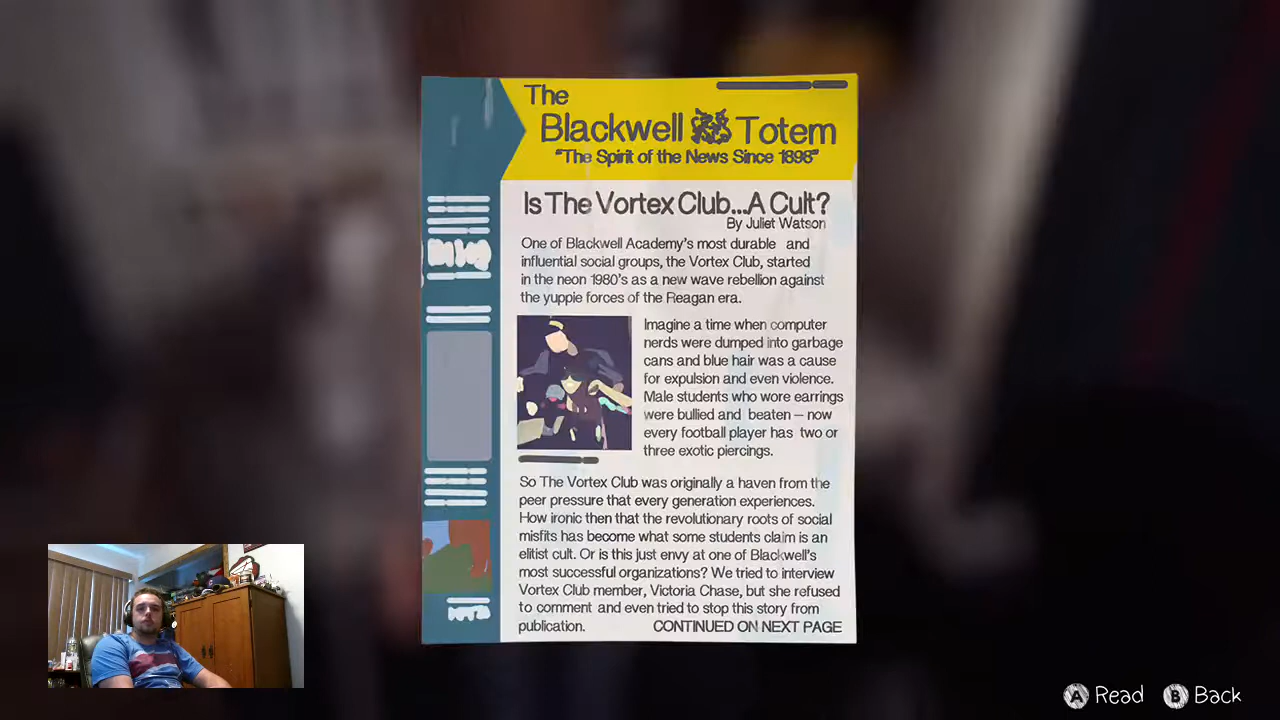 The
Blackwell Totem
"The Spirit of the News Since 1898"
Is The Vortex Club...A Cult?
By Juliet Watson
One of Blackwell Academy's most durable and
influential social groups, the Vortex Club, started
in the neon 1980's as a new wave rebellion against
the yuppie forces of the Reagan era.
Imagine a time when computer
nerds were dumped into garbage
cans and blue hair was a cause
for expulsion and even violence.
Male students who wore earrings
were bullied and beaten – now
every football player has two or
three exotic piercings.
So The Vortex Club was originally a haven from the
peer pressure that every generation experiences.
How ironic then that the revolutionary roots of social
misfits has become what some students claim is an
elitist cult. Or is this just envy at one of Blackwell's
most successful organizations? We tried to interview
Vortex Club member, Victoria Chase, but she refused
to comment and even tried to stop this story from
publication. CONTINUED ON NEXT PAGE
A Read B Back